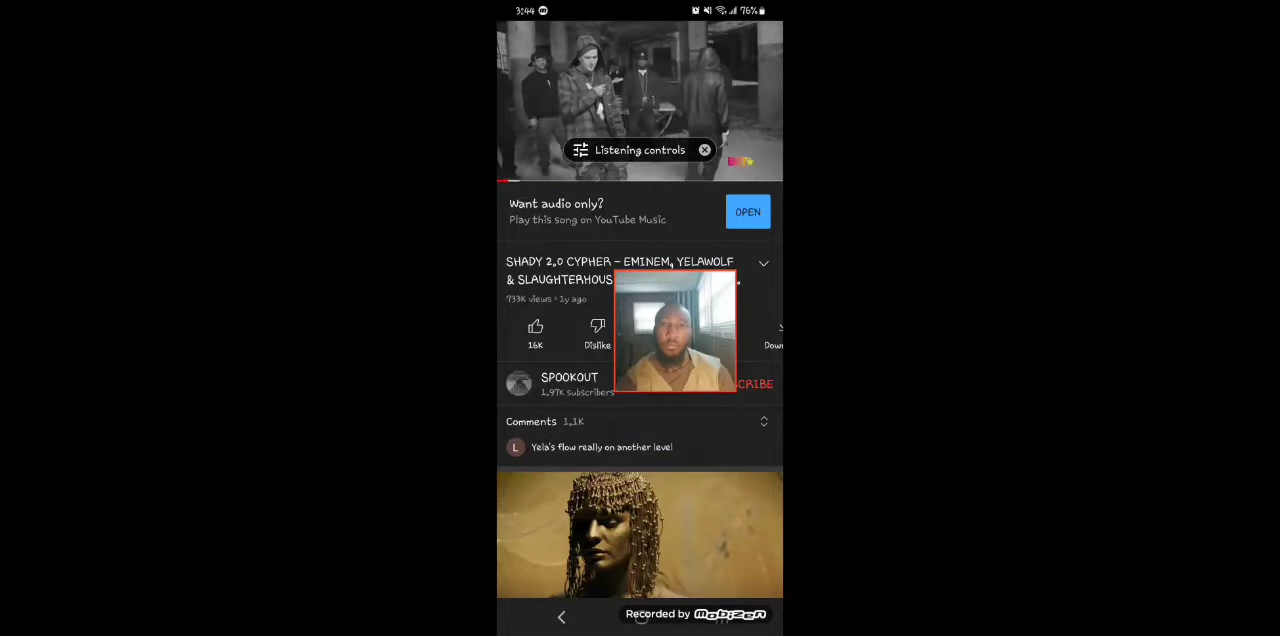 3:44
76%
Listening controls
BET
Want audio only?
Play this song on YouTube Music
OPEN
SHADY 2.0 CYPHER - EMINEM, YELAWOLF
& SLAUGHTERHOUS
733K views • 1y ago
16K
Dislike
Dow
SPOOKOUT
1.97K subscribers
CRIBE
Comments 1.1K
L
Yela's flow really on another level
Recorded by mobizen